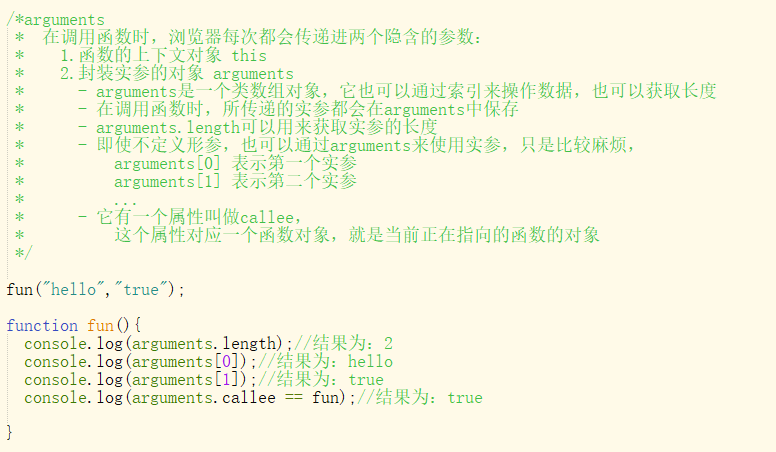 /*arguments
 *  在调用函数时，浏览器每次都会传递进两个隐含的参数：
 *    1.函数的上下文对象 this
 *    2.封装实参的对象 arguments
 *      - arguments是一个类数组对象，它也可以通过索引来操作数据，也可以获取长度
 *      - 在调用函数时，所传递的实参都会在arguments中保存
 *      - arguments.length可以用来获取实参的长度
 *      - 即使不定义形参，也可以通过arguments来使用实参，只是比较麻烦，
 *          arguments[0] 表示第一个实参
 *          arguments[1] 表示第二个实参
 *          ...
 *      - 它有一个属性叫做callee，
 *          这个属性对应一个函数对象，就是当前正在指向的函数的对象
 */
fun("hello","true");
function fun(){
  console.log(arguments.length);//结果为：2
  console.log(arguments[0]);//结果为：hello
  console.log(arguments[1]);//结果为：true
  console.log(arguments.callee == fun);//结果为：true
}